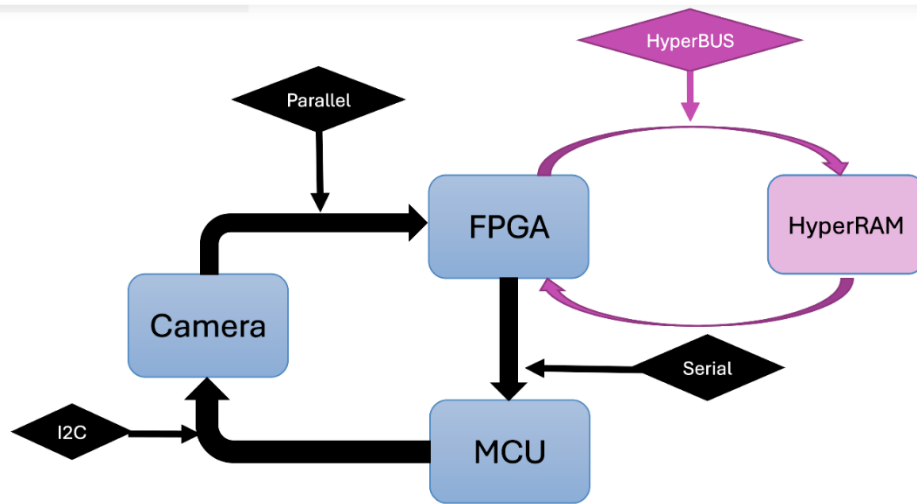 HyperBUS
Parallel
FPGA
HyperRAM
Camera
Serial
I2C
MCU